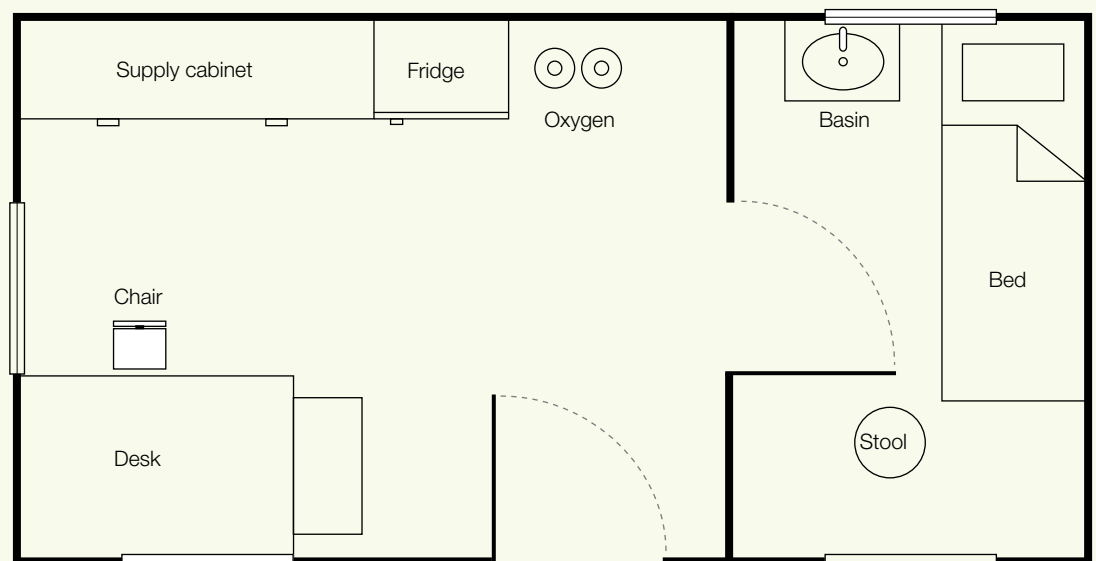 Supply cabinet
Fridge
Oxygen
Basin
Chair
Bed
Desk
Stool